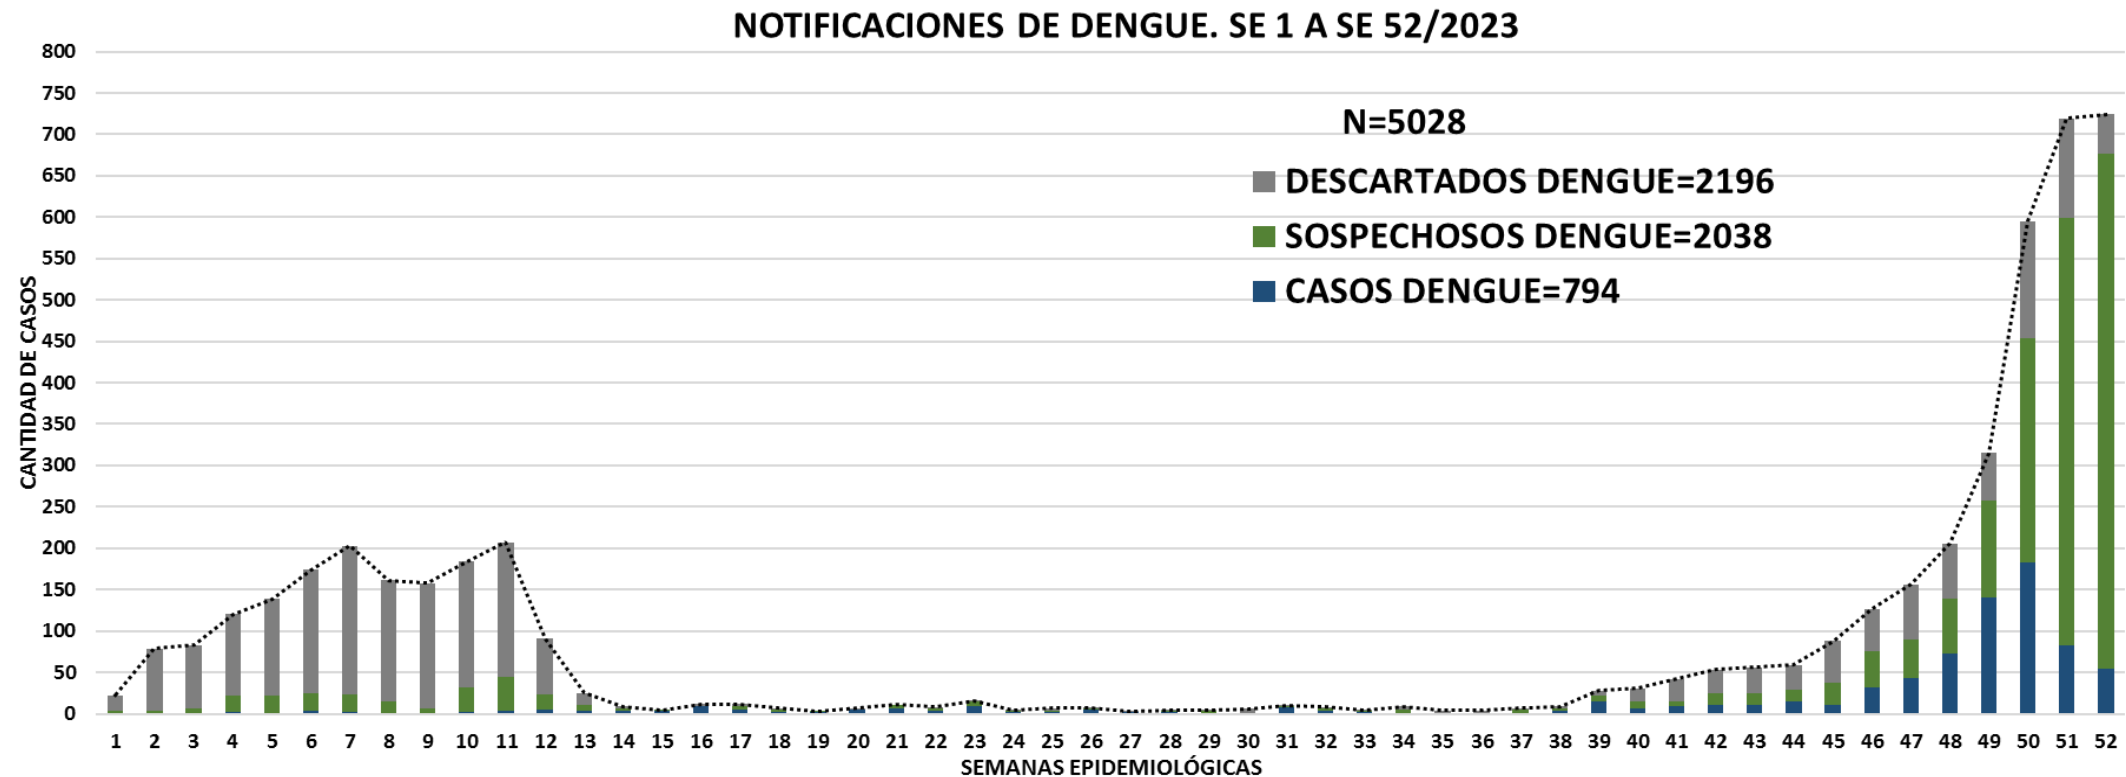 NOTIFICACIONES DE DENGUE. SE 1 A SE 52/2023
800
750
700
650
600
550
500
450
400
350
300
250
200
150
100
50
0
CANTIDAD DE CASOS
N=5028
DESCARTADOS DENGUE=2196
SOSPECHOSOS DENGUE=2038
CASOS DENGUE=794
1 2 3 4 5 6 7 8 9 10 11 12 13 14 15 16 17 18 19 20 21 22 23 24 25 26 27 28 29 30 31 32 33 34 35 36 37 38 39 40 41 42 43 44 45 46 47 48 49 50 51 52
SEMANAS EPIDEMIOLÓGICAS